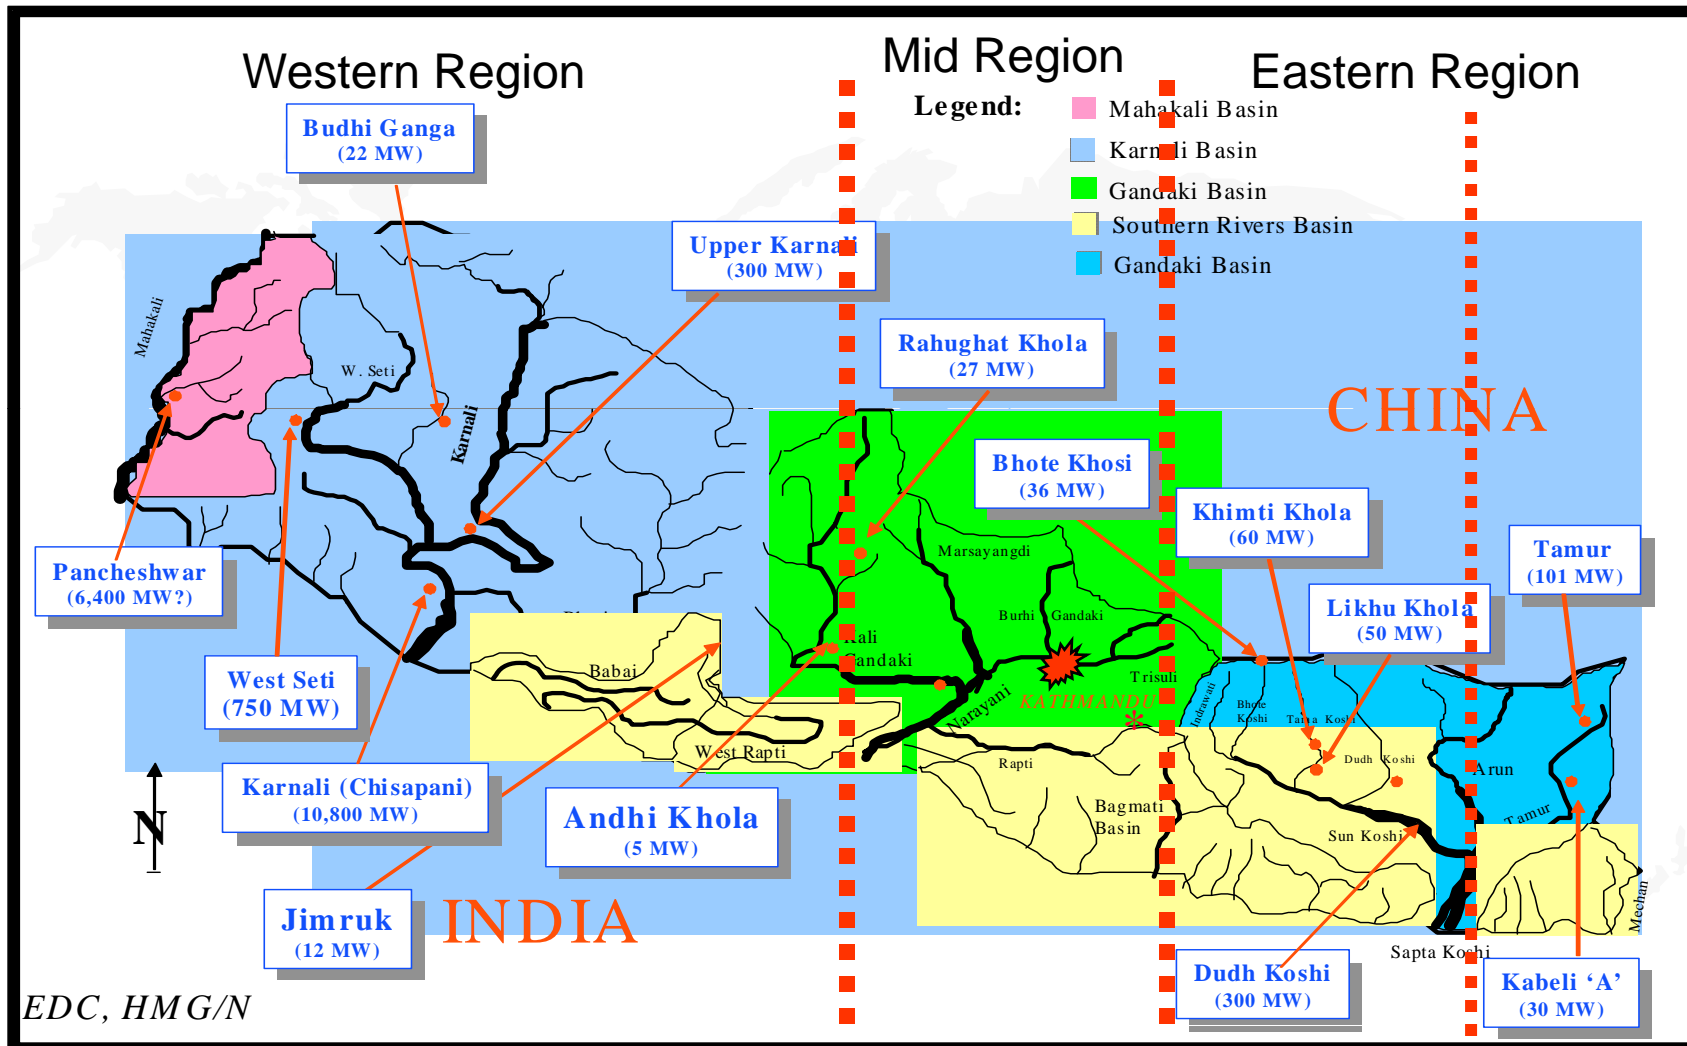 Western Region
Mid Region
Eastern Region
Legend:
Mahakali Basin
Karnali Basin
Gandaki Basin
Southern Rivers Basin
Gandaki Basin
Budhi Ganga
(22 MW)
Upper Karnali
(300 MW)
Rahughat Khola
(27 MW)
CHINA
Mahakali
W. Seti
Karnali
Bhote Khosi
(36 MW)
Khimti Khola
(60 MW)
Tamur
(101 MW)
Pancheshwar
(6,400 MW?)
Marsayangdi
Likhu Khola
(50 MW)
Burhi Gandaki
Kali
Gandaki
West Seti
(750 MW)
Babai
Trisuli
KATHMANDU
Narayani
Indrawati
Bhote
Koshi
Tama Koshi
West Rapti
Rapti
Dudh Koshi
Arun
Tamur
Karnali (Chisapani)
(10,800 MW)
Andhi Khola
(5 MW)
Bagmati
Basin
Sun Koshi
N
Jimruk
(12 MW)
INDIA
Mechan
Sapta Koshi
Dudh Koshi
(300 MW)
Kabeli ‘A’
(30 MW)
EDC, HMG/N